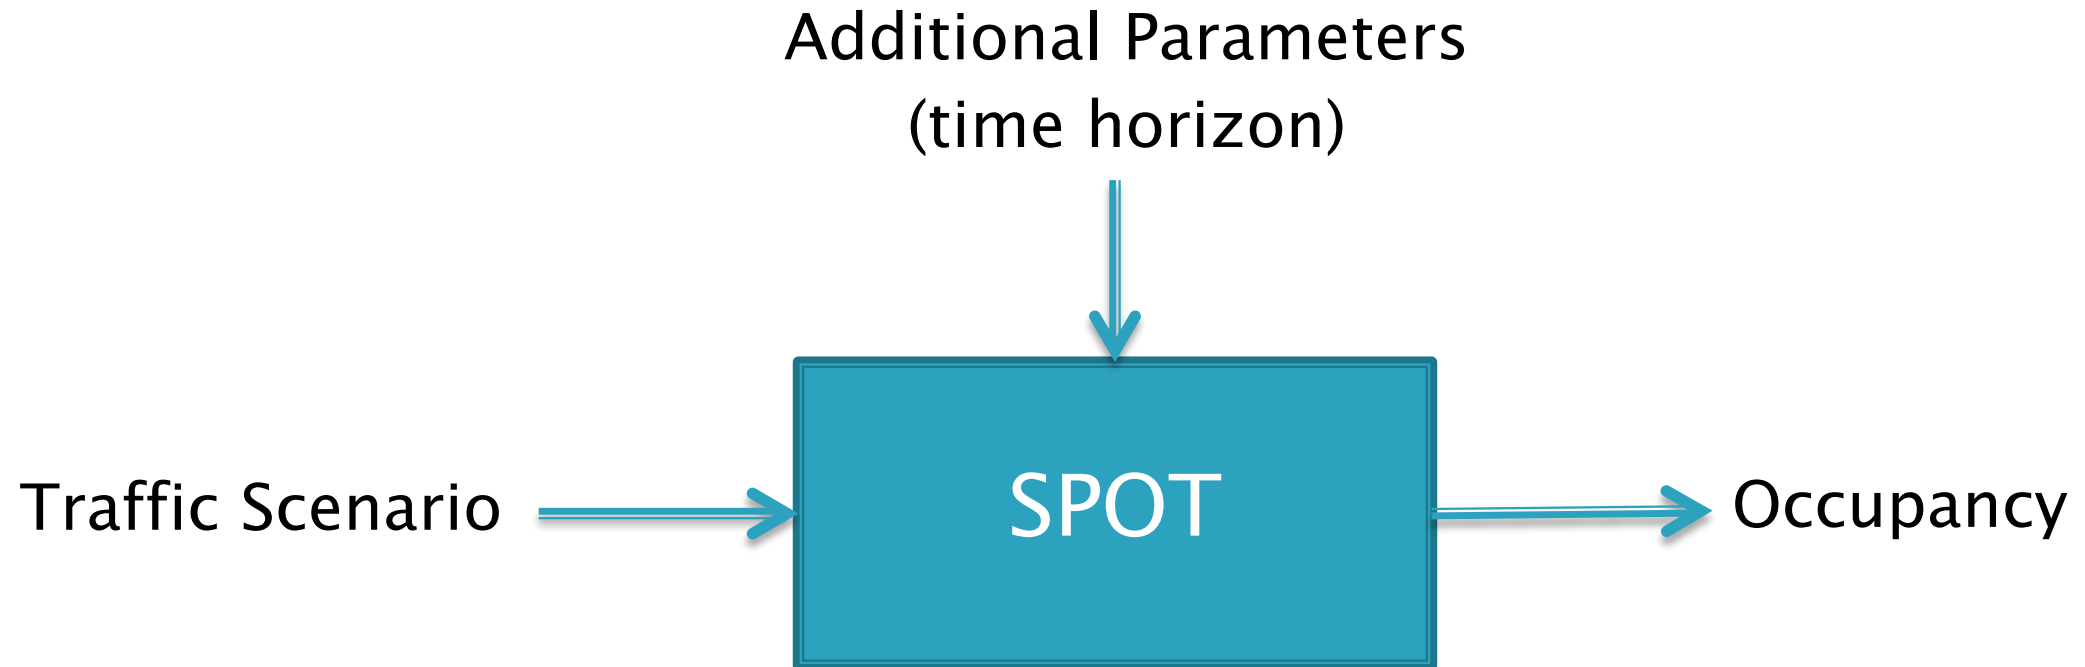 Additional Parameters
(time horizon)
Traffic Scenario
SPOT
Occupancy